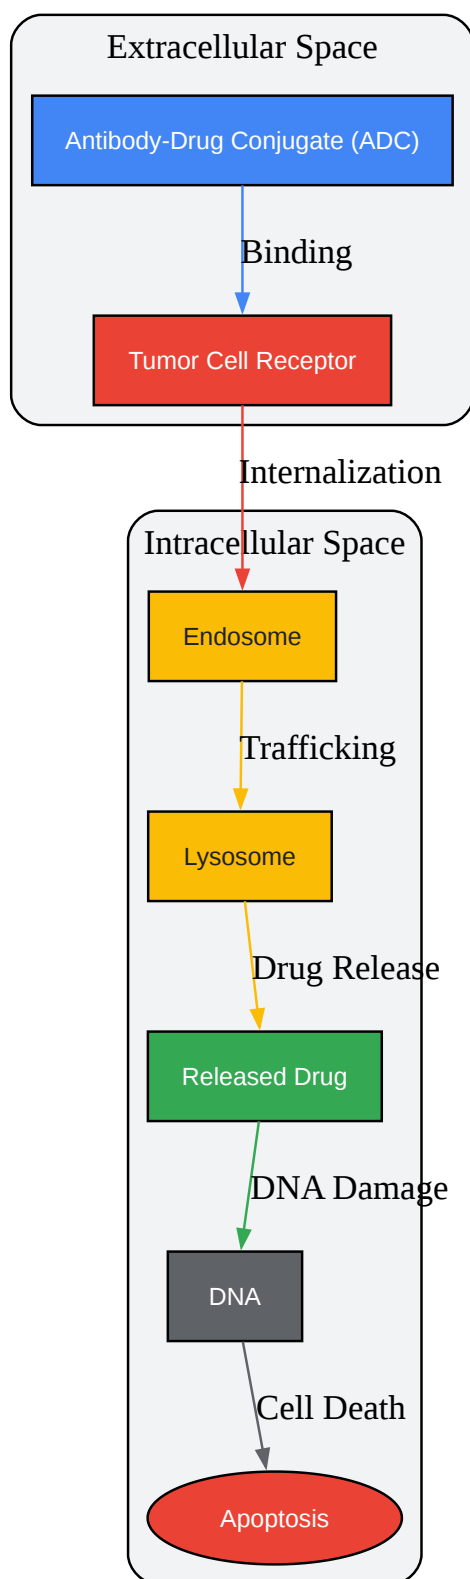 Extracellular Space
Antibody-Drug Conjugate (ADC)
Binding
Tumor Cell Receptor
Internalization
Intracellular Space
Endosome
Trafficking
Lysosome
Drug Release
Released Drug
DNA Damage
DNA
Cell Death
Apoptosis